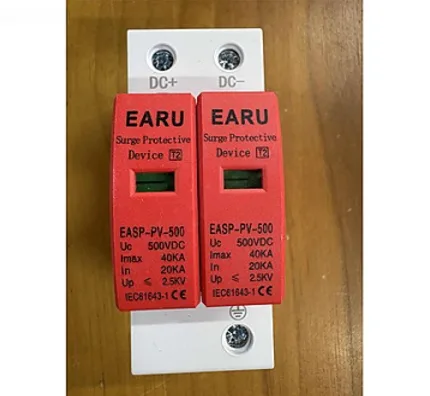 DC+
DC-
EARU
Surge Protective
Device T2
EASP-PV-500
Uc 500VDC
Imax 40KA
In 20KA
Up ≤ 2.5KV
IEC61643-1 CE
EARU
Surge Protective
Device T2
EASP-PV-500
Uc 500VDC
Imax 40KA
In 20KA
Up ≤ 2.5KV
IEC61643-1 CE